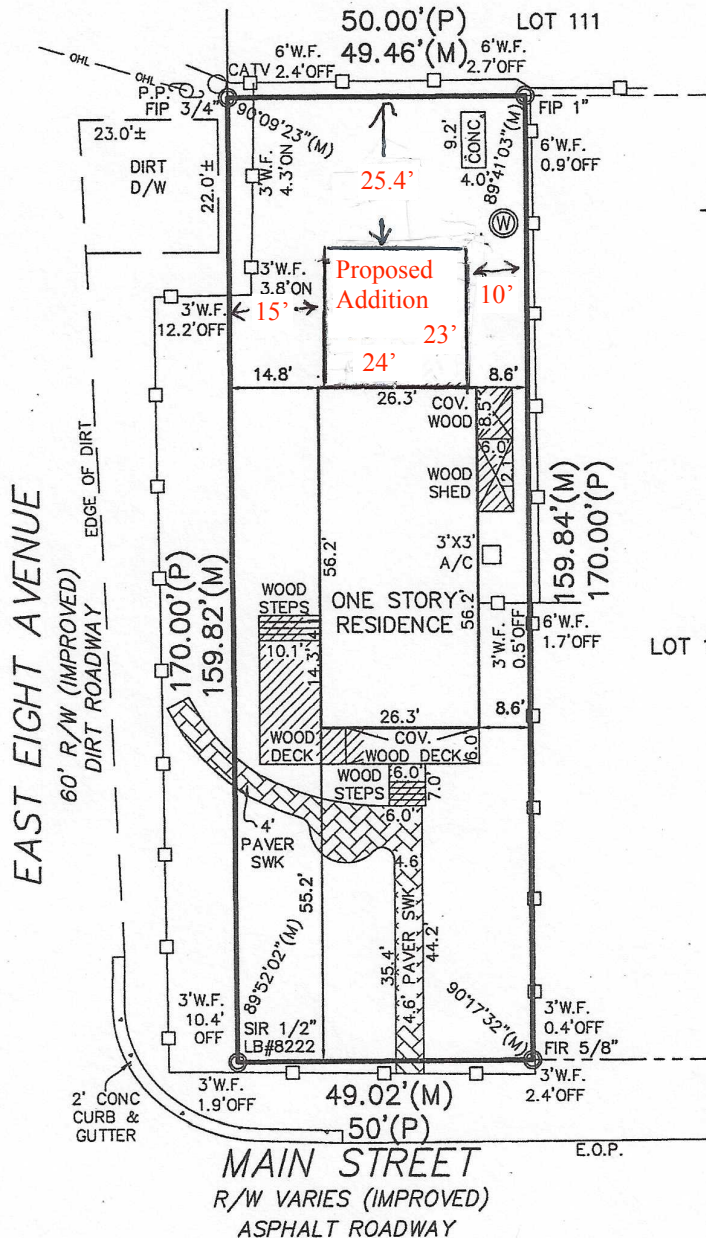 50.00'(P)
LOT 111
49.46'(M)
6'W.F.
2.4'OFF
6'W.F.
2.7'OFF
OHL
OHL
CATV
P.P.
FIP 3/4"
90°09'23"(M)
FIP 1"
89°41'03"(M)
9.2'
CONC.
4.0'
6'W.F.
0.9'OFF
23.0'±
DIRT
D/W
22.0'±
3'W.F.
4.3'ON
25.4'
W
3'W.F.
3.8'ON
3'W.F.
12.2'OFF
15'
Proposed
Addition
10'
23'
24'
14.8'
26.3'
8.6'
COV.
WOOD
8.5'
6.0'
12.1'
WOOD
SHED
EDGE OF DIRT
EAST EIGHT AVENUE
60' R/W (IMPROVED)
DIRT ROADWAY
170.00'(P)
159.82'(M)
159.84'(M)
170.00'(P)
56.2'
3'X3'
A/C
WOOD
STEPS
ONE STORY
RESIDENCE
56.2'
3'W.F.
0.5'OFF
6'W.F.
1.7'OFF
LOT
10.1'
14.3'
26.3'
8.6'
WOOD
DECK
COV.
WOOD DECK
6.0'
WOOD
STEPS
6.0'
7.0'
6.0'
4'
PAVER
SWK
4.6'
55.2'
35.4'
4.6' PAVER SWK
44.2'
89°52'02"(M)
90°17'32"(M)
3'W.F.
10.4'
OFF
SIR 1/2"
LB#8222
3'W.F.
0.4'OFF
FIR 5/8"
3'W.F.
1.9'OFF
49.02'(M)
3'W.F.
2.4'OFF
2' CONC
CURB &
GUTTER
50'(P)
E.O.P.
MAIN STREET
R/W VARIES (IMPROVED)
ASPHALT ROADWAY